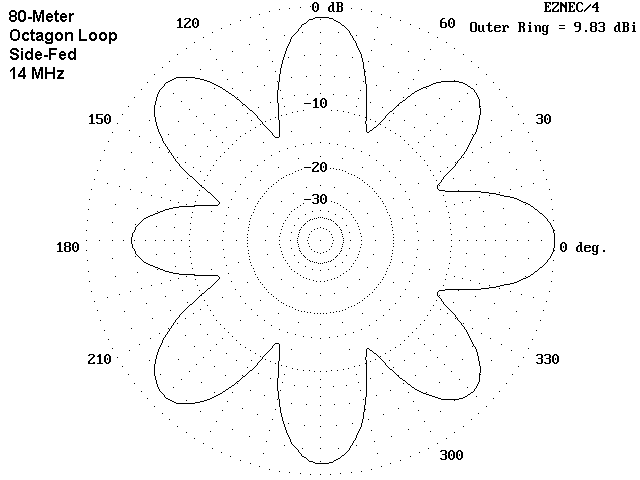 80-Meter
Octagon Loop
Side-Fed
14 MHz
0 dB
EZNEC/4
Outer Ring = 9.83 dBi
120
60
-10
150
30
-20
-30
180
0 deg.
210
330
300